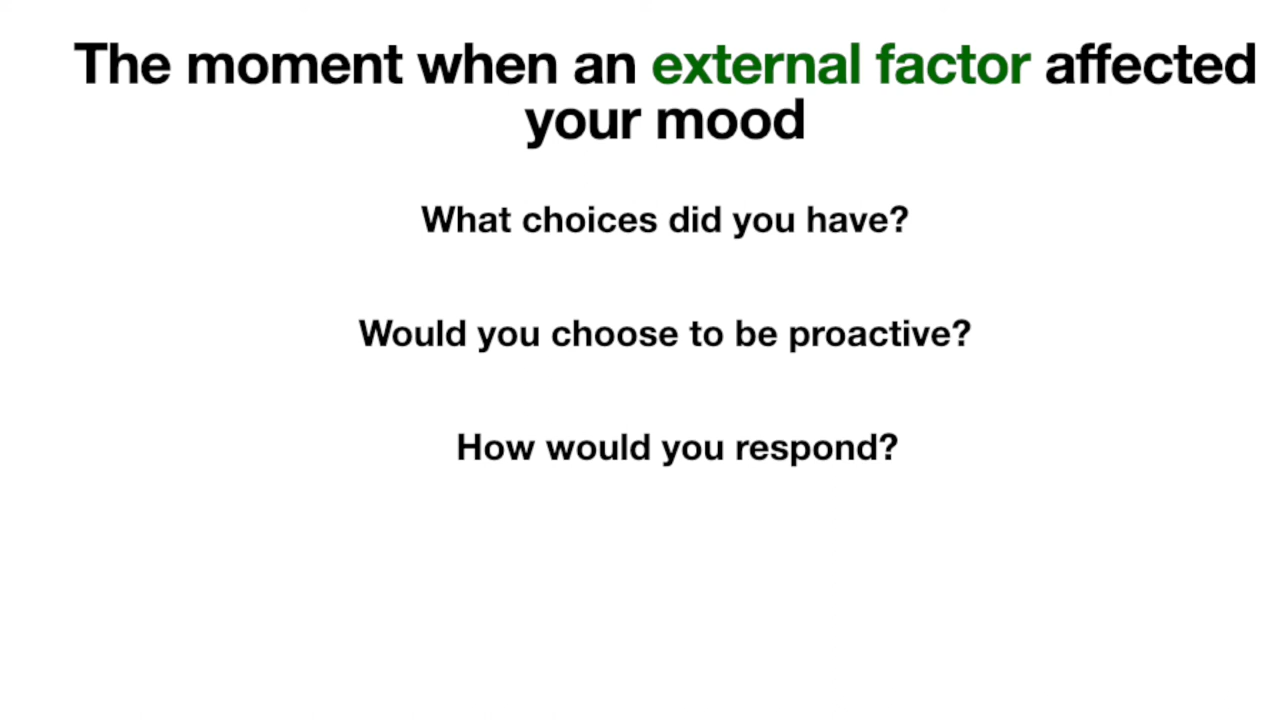 The moment when an external factor affected
your mood
What choices did you have?
Would you choose to be proactive?
How would you respond?